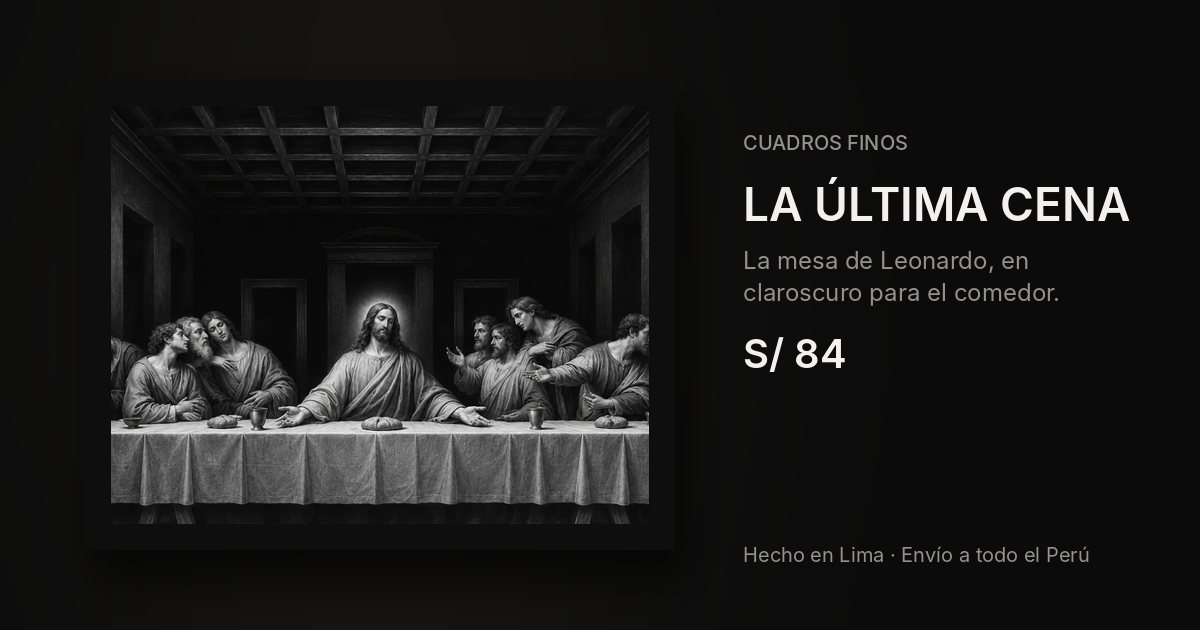 CUADROS FINOS
LA ÚLTIMA CENA
La mesa de Leonardo, en
claroscuro para el comedor.
S/ 84
Hecho en Lima · Envío a todo el Perú